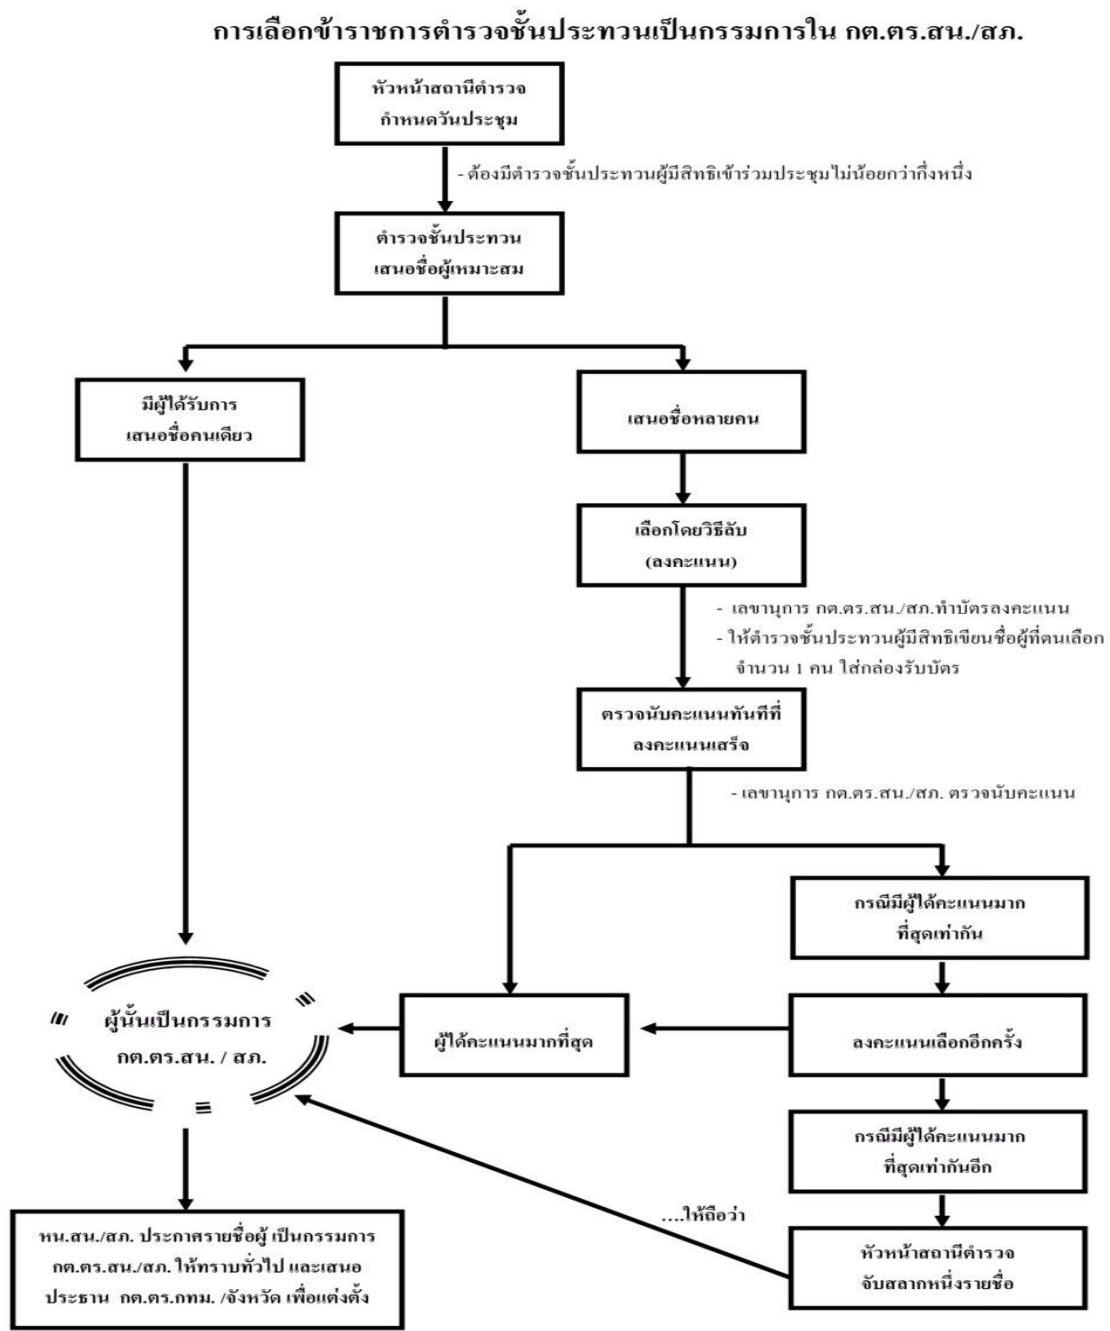 การเลือกข้าราชการตำรวจชั้นประทวนเป็นกรรมการใน กต.ตร.สน./สภ.
หัวหน้าสถานีตำรวจ
กำหนดวันประชุม
- ต้องมีตำรวจชั้นประทวนผู้มีสิทธิเข้าร่วมประชุมไม่น้อยกว่ากึ่งหนึ่ง
ตำรวจชั้นประทวน
เสนอชื่อผู้เหมาะสม
มีผู้ได้รับการ
เสนอชื่อคนเดียว
เสนอชื่อหลายคน
เลือกโดยวิธีลับ
(ลงคะแนน)
- เลขานุการ กต.ตร.สน./สภ.ทำบัตรลงคะแนน
- ให้ตำรวจชั้นประทวนผู้มีสิทธิเขียนชื่อผู้ที่ตนเลือก
จำนวน 1 คน ใส่กล่องรับบัตร
ตรวจนับคะแนนทันทีที่
ลงคะแนนเสร็จ
- เลขานุการ กต.ตร.สน./สภ. ตรวจนับคะแนน
กรณีมีผู้ได้คะแนนมาก
ที่สุดเท่ากัน
ผู้นั้นเป็นกรรมการ
กต.ตร.สน. / สภ.
ผู้ได้คะแนนมากที่สุด
ลงคะแนนเลือกอีกครั้ง
กรณีมีผู้ได้คะแนนมาก
ที่สุดเท่ากันอีก
....ให้ถือว่า
หัวหน้าสถานีตำรวจ
จับสลากหนึ่งรายชื่อ
หน.สน./สภ. ประกาศรายชื่อผู้ เป็นกรรมการ
กต.ตร.สน./สภ. ให้ทราบทั่วไป และเสนอ
ประธาน กต.ตร.กทม. /จังหวัด เพื่อแต่งตั้ง